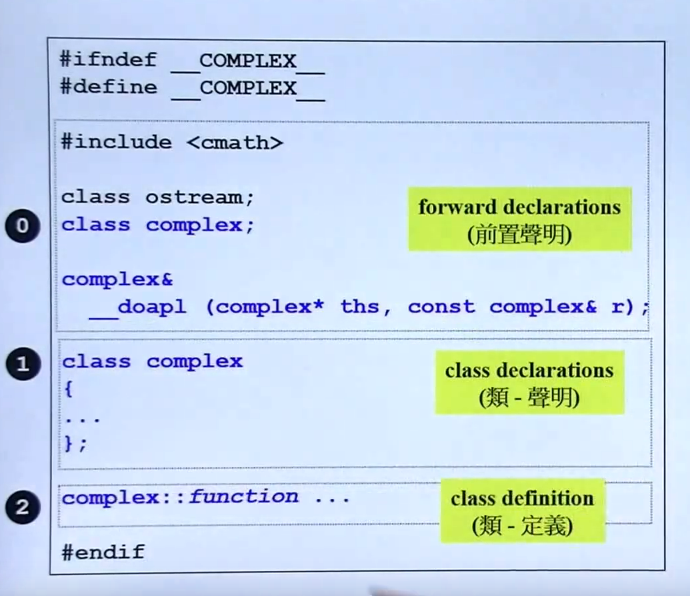 #ifndef __COMPLEX__
#define __COMPLEX__
#include <cmath>
class ostream;
0 class complex;
forward declarations
(前置聲明)
complex&
__doapl (complex* ths, const complex& r);
1 class complex
{
...
};
class declarations
(類 - 聲明)
2 complex::function ...
class definition
(類 - 定義)
#endif